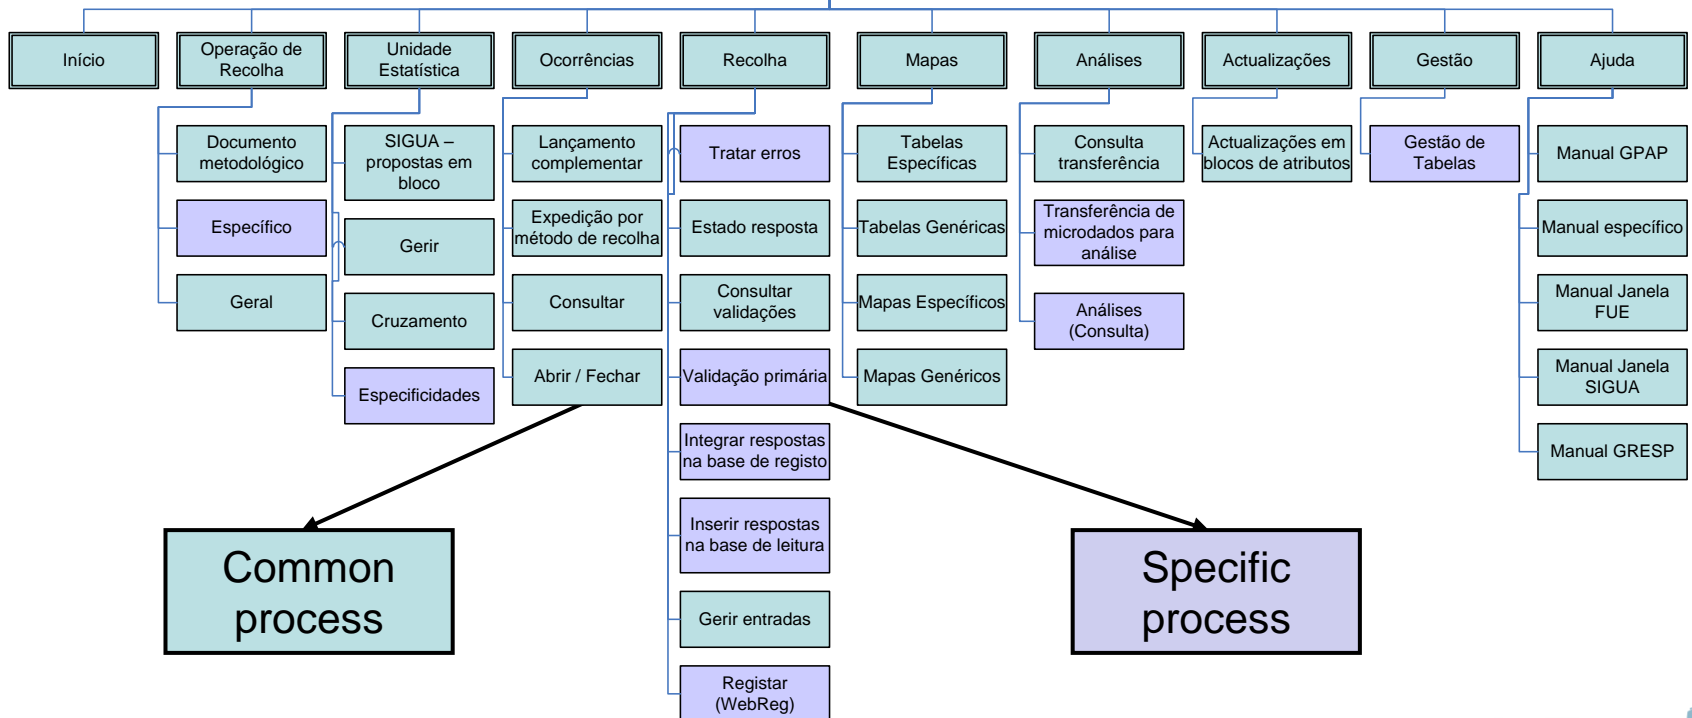 Início
Operação de
Recolha
Unidade
Estatística
Ocorrências
Recolha
Mapas
Análises
Actualizações
Gestão
Ajuda
Documento
metodológico
Específico
Geral
SIGUA –
propostas em
bloco
Gerir
Cruzamento
Especificidades
Lançamento
complementar
Expedição por
método de recolha
Consultar
Abrir / Fechar
Tratar erros
Estado resposta
Consultar
validações
Validação primária
Integrar respostas
na base de registo
Inserir respostas
na base de leitura
Gerir entradas
Registar
(WebReg)
Tabelas
Específicas
Tabelas Genéricas
Mapas Específicos
Mapas Genéricos
Consulta
transferência
Transferência de
microdados para
análise
Análises
(Consulta)
Actualizações em
blocos de atributos
Gestão de
Tabelas
Manual GPAP
Manual específico
Manual Janela
FUE
Manual Janela
SIGUA
Manual GRESP
Common
process
Specific
process